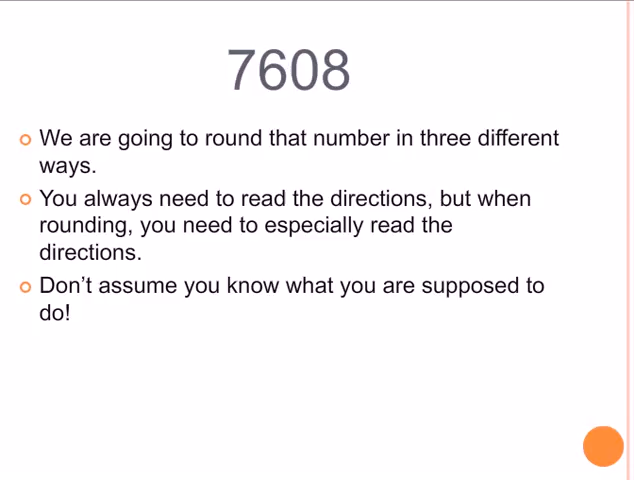 7608
We are going to round that number in three different
ways.
You always need to read the directions, but when
rounding, you need to especially read the
directions.
Don’t assume you know what you are supposed to
do!